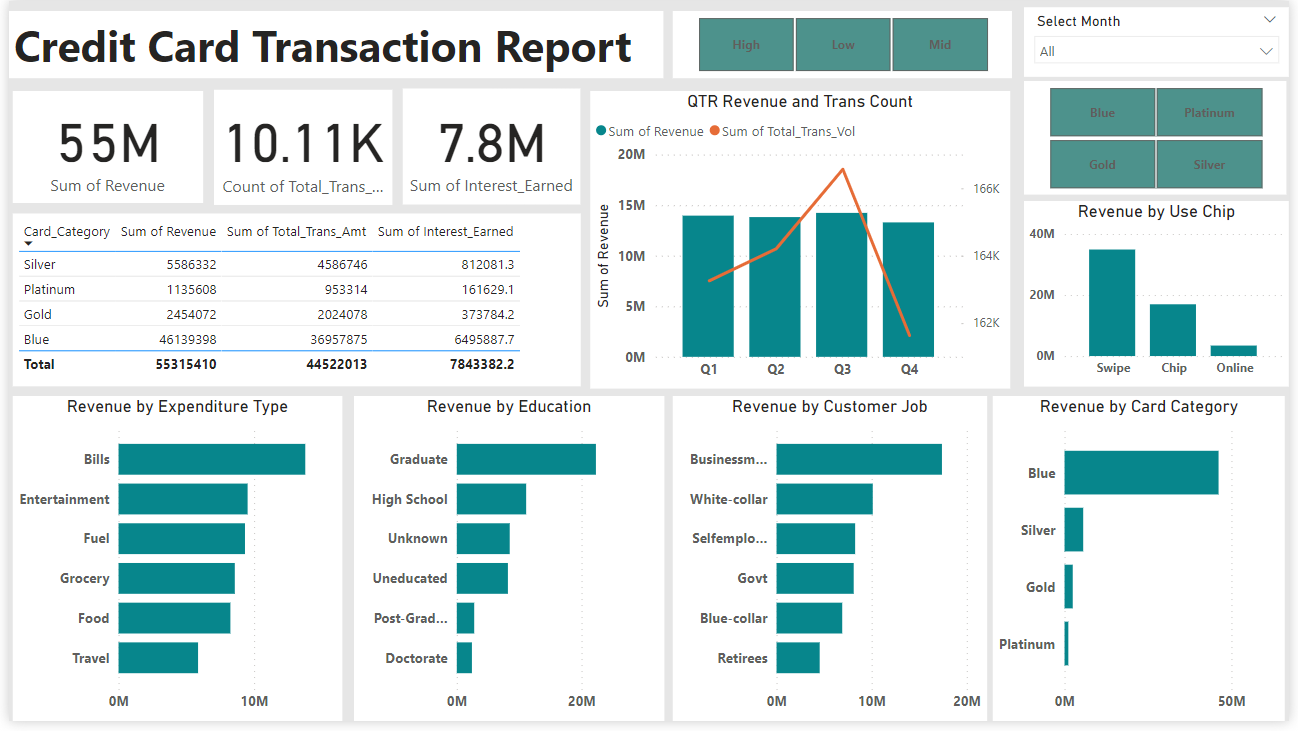 Credit Card Transaction Report
High Low Mid
Select Month
All
55M
Sum of Revenue
10.11K
Count of Total_Trans_...
7.8M
Sum of Interest_Earned
QTR Revenue and Trans Count
Sum of Revenue Sum of Total_Trans_Vol
20M
15M
10M
5M
0M
Sum of Revenue
166K
164K
162K
Q1 Q2 Q3 Q4
Blue Platinum
Gold Silver
Card_Category Sum of Revenue Sum of Total_Trans_Amt Sum of Interest_Earned
Silver 5586332 4586746 812081.3
Platinum 1135608 953314 161629.1
Gold 2454072 2024078 373784.2
Blue 46139398 36957875 6495887.7
Total 55315410 44522013 7843382.2
Revenue by Use Chip
40M
20M
0M
Swipe Chip Online
Revenue by Expenditure Type
Bills
Entertainment
Fuel
Grocery
Food
Travel
0M 10M
Revenue by Education
Graduate
High School
Unknown
Uneducated
Post-Grad...
Doctorate
0M 20M
Revenue by Customer Job
Businessm...
White-collar
Selfemplo...
Govt
Blue-collar
Retirees
0M 10M 20M
Revenue by Card Category
Blue
Silver
Gold
Platinum
0M 50M